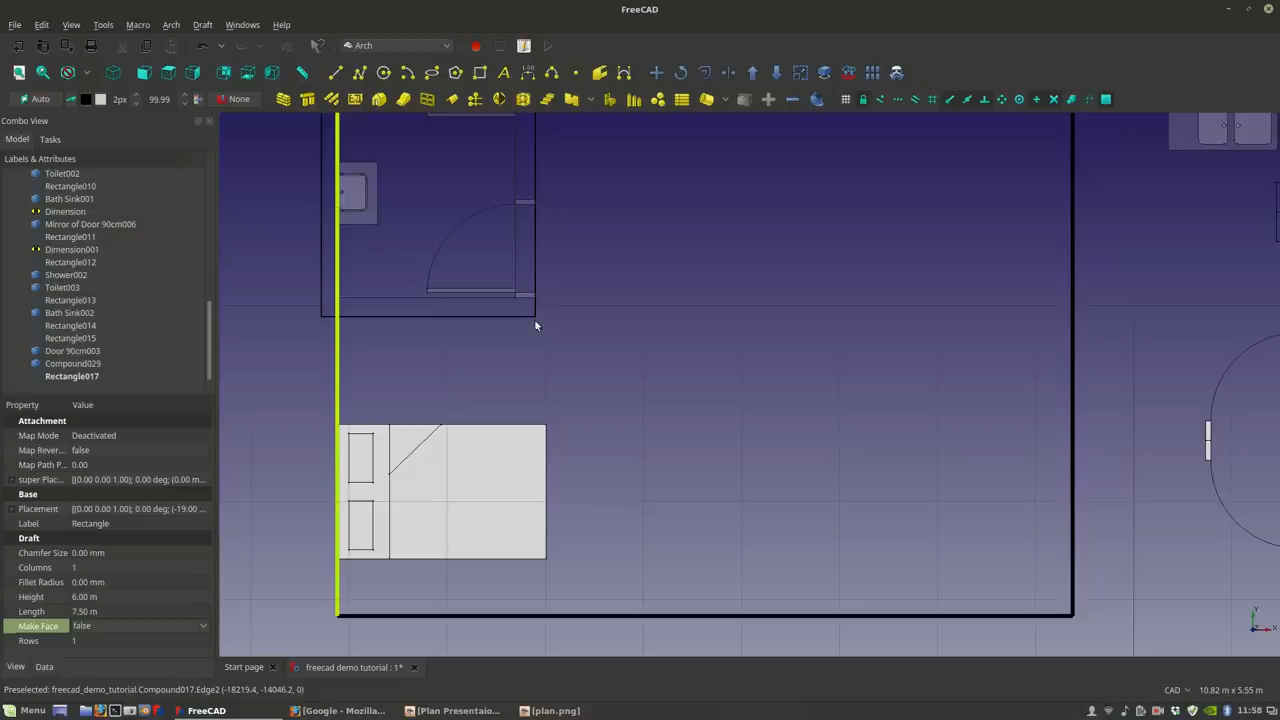 FreeCAD
File Edit View Tools Macro Arch Draft Windows Help
Arch
Auto 2px 99.99 None
Combo View
Model Tasks
Labels & Attributes
Toilet002
Rectangle010
Bath Sink001
Dimension
Mirror of Door 90cm006
Rectangle011
Dimension001
Rectangle012
Shower002
Toilet003
Rectangle013
Bath Sink002
Rectangle014
Rectangle015
Door 90cm003
Compound029
Rectangle017
Property Value
Attachment
Map Mode Deactivated
Map Rever... false
Map Path P... 0.00
super Plac... [(0.00 0.00 1.00); 0.00 deg; (0.00 m...
Base
Placement [(0.00 0.00 1.00); 0.00 deg; (-19.00 ...
Label Rectangle
Draft
Chamfer Size 0.00 mm
Columns 1
Fillet Radius 0.00 mm
Height 6.00 m
Length 7.50 m
Make Face false
Rows 1
View Data
Start page freecad demo tutorial : 1*
Y
Z X
Preselected: freecad_demo_tutorial.Compound017.Edge2 (-18219.4, -14046.2, 0)
CAD 10.82 m x 5.55 m
Menu FreeCAD [Google - Mozilla... [Plan Presentaio... [plan.png] 11:58